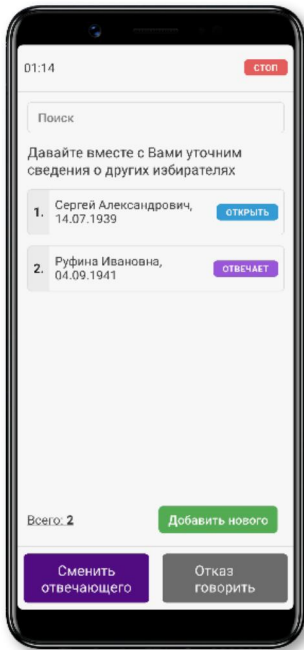 01:14
СТОП
Поиск
Давайте вместе с Вами уточним
сведения о других избирателях
1. Сергей Александрович,
14.07.1939
ОТКРЫТЬ
2. Руфина Ивановна,
04.09.1941
ОТВЕЧАЕТ
Всего: 2
Добавить нового
Сменить
отвечающего
Отказ
говорить